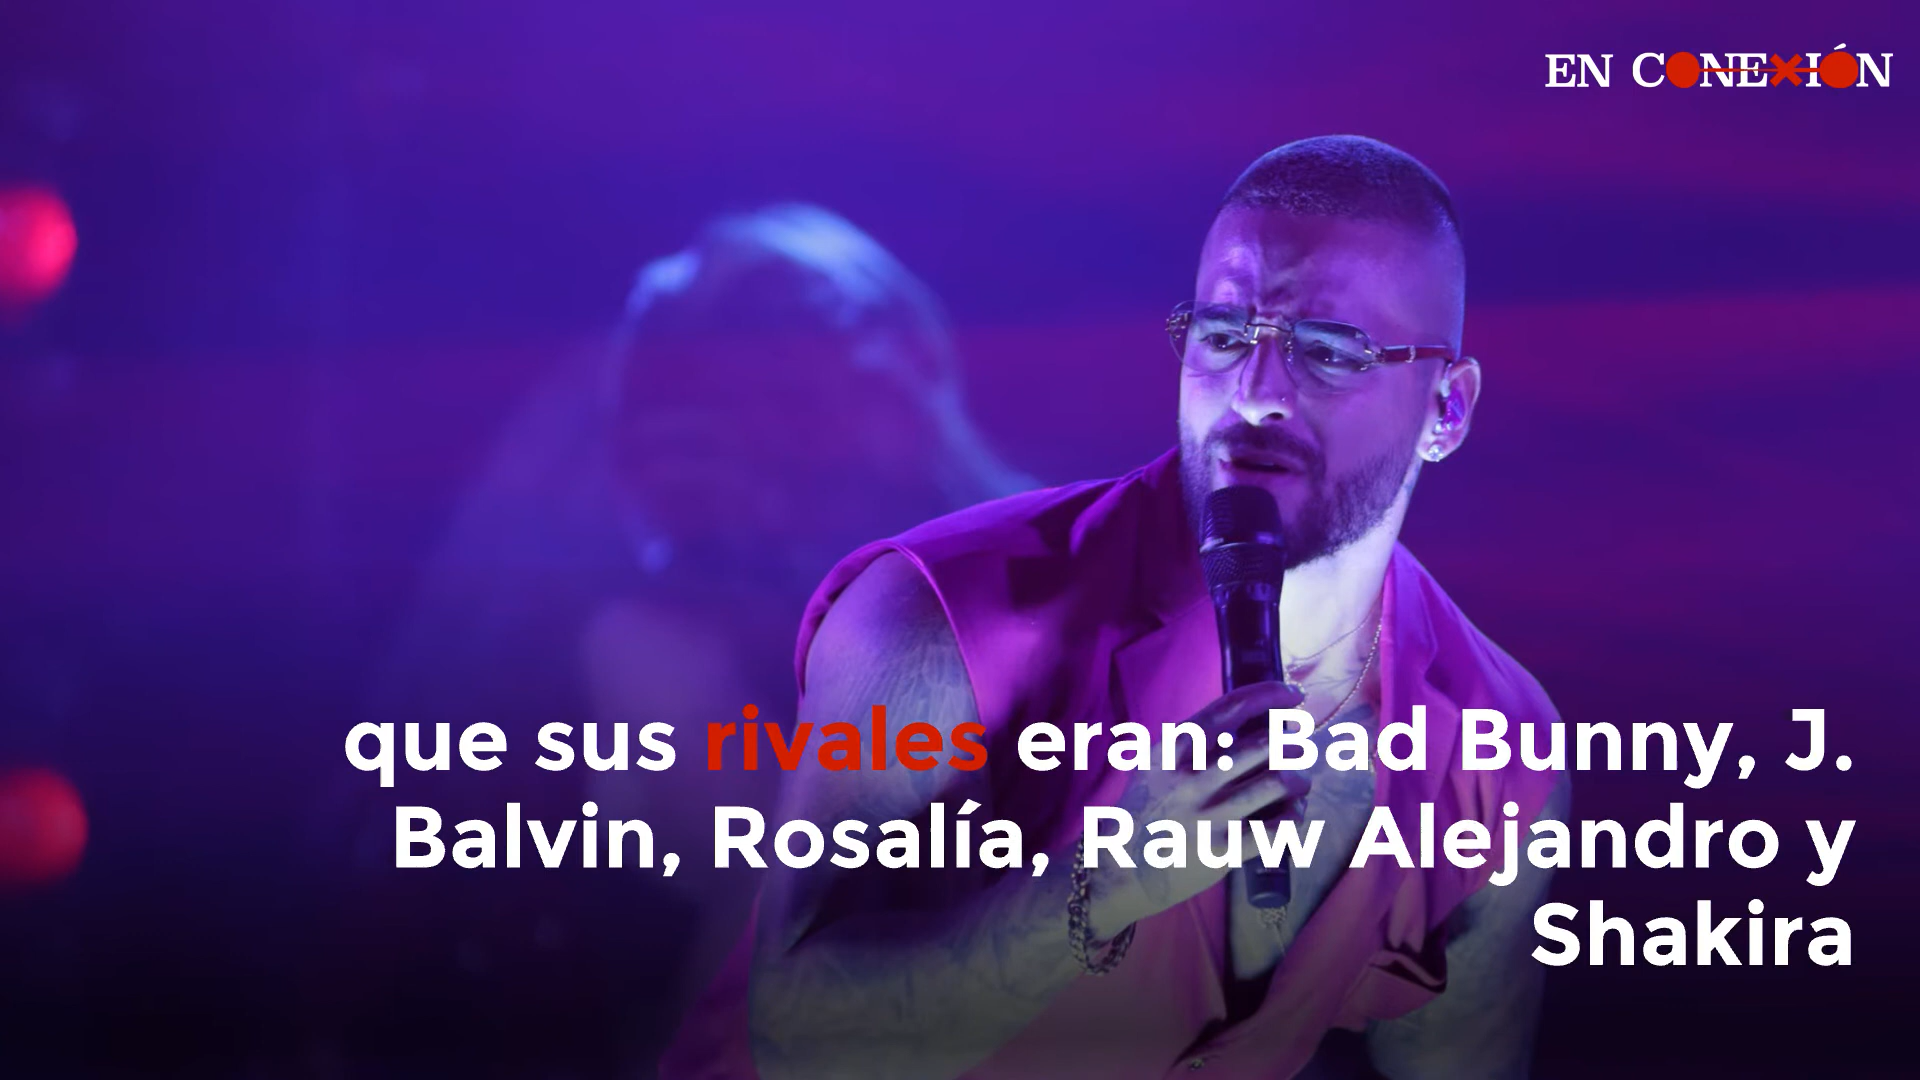 EN CONEXIÓN
que sus rivales eran: Bad Bunny, J.
Balvin, Rosalía, Rauw Alejandro y
Shakira